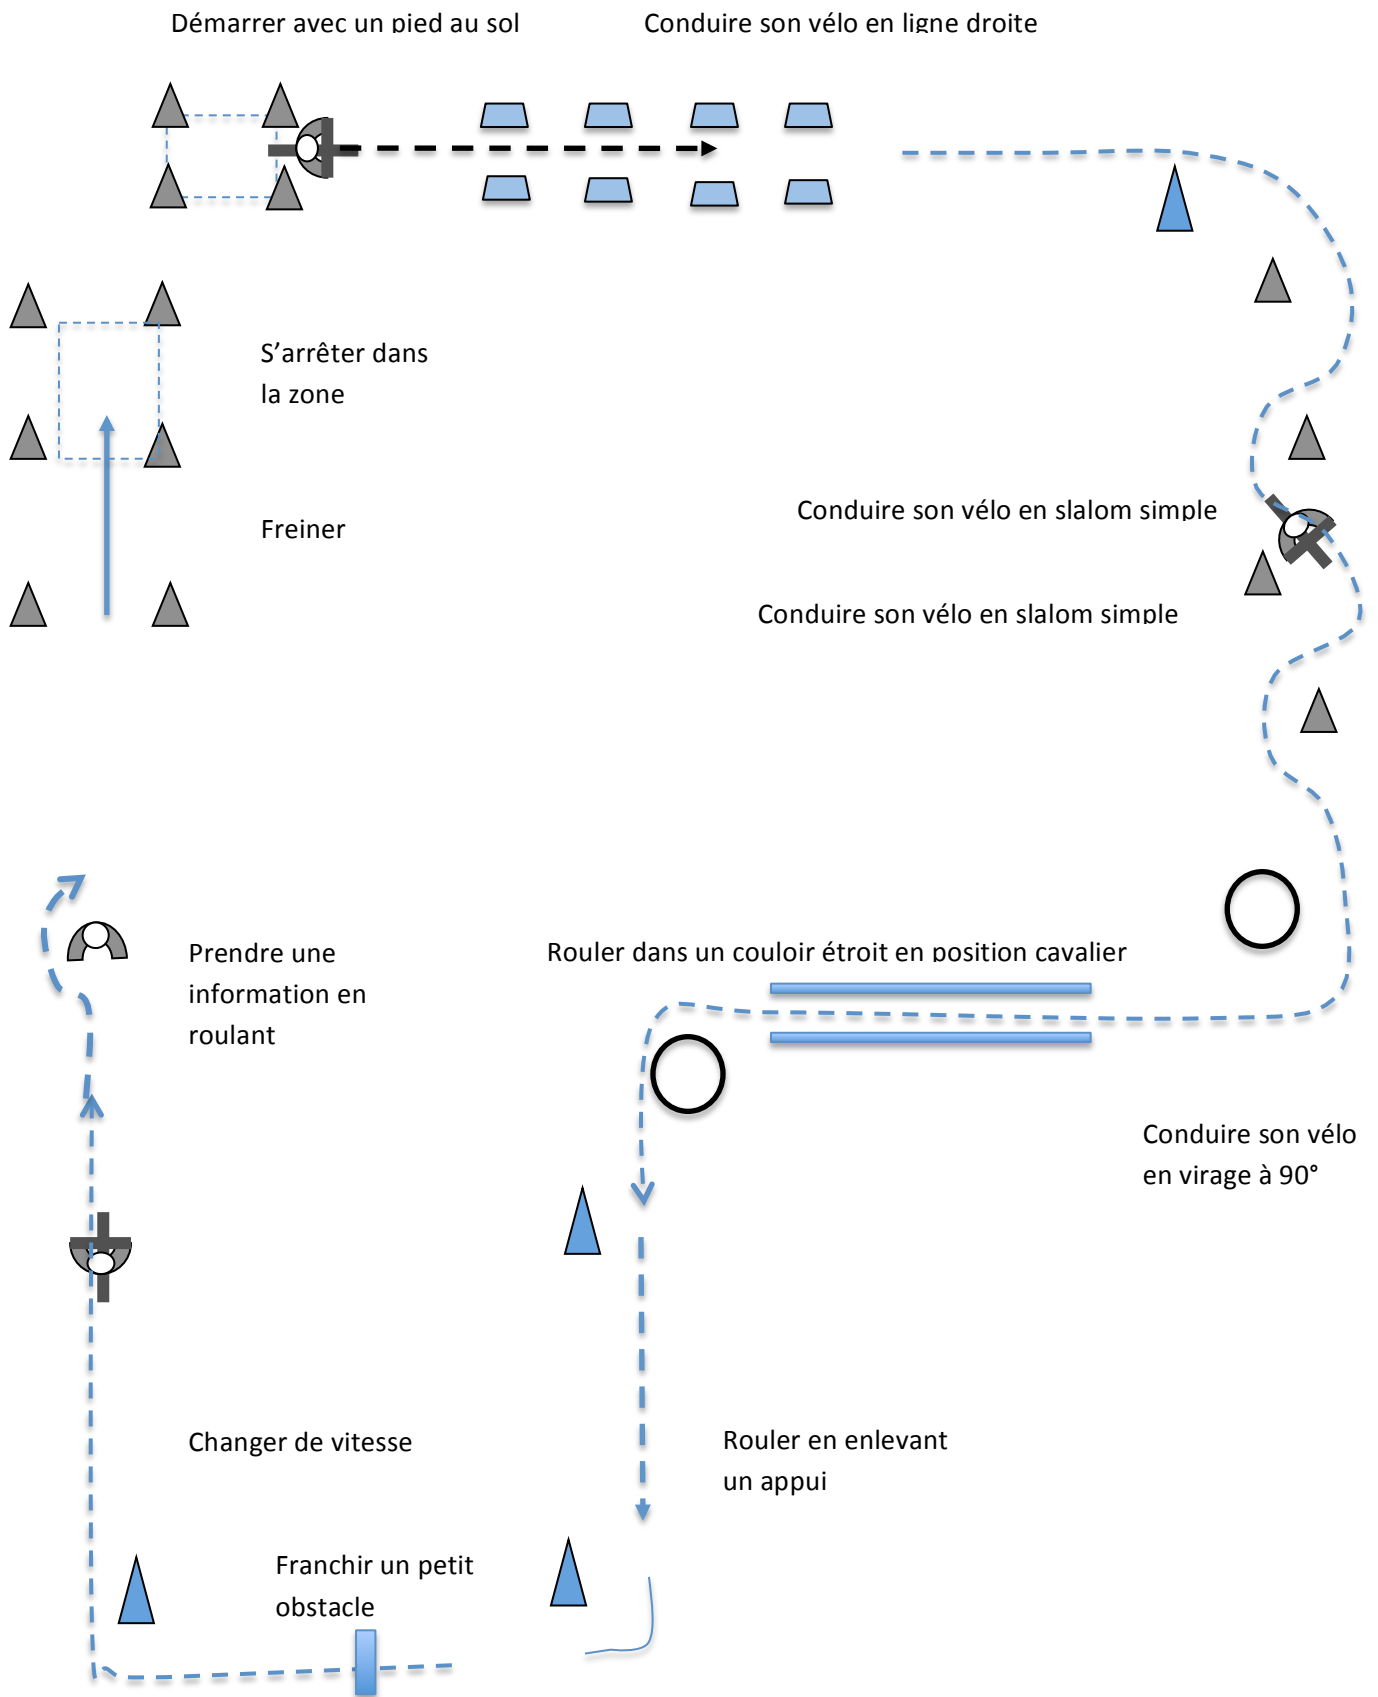 Démarrer avec un pied au sol
Conduire son vélo en ligne droite
S’arrêter dans
la zone
Freiner
Conduire son vélo en slalom simple
Conduire son vélo en slalom simple
Prendre une
information en
roulant
Rouler dans un couloir étroit en position cavalier
Conduire son vélo
en virage à 90°
Changer de vitesse
Rouler en enlevant
un appui
Franchir un petit
obstacle